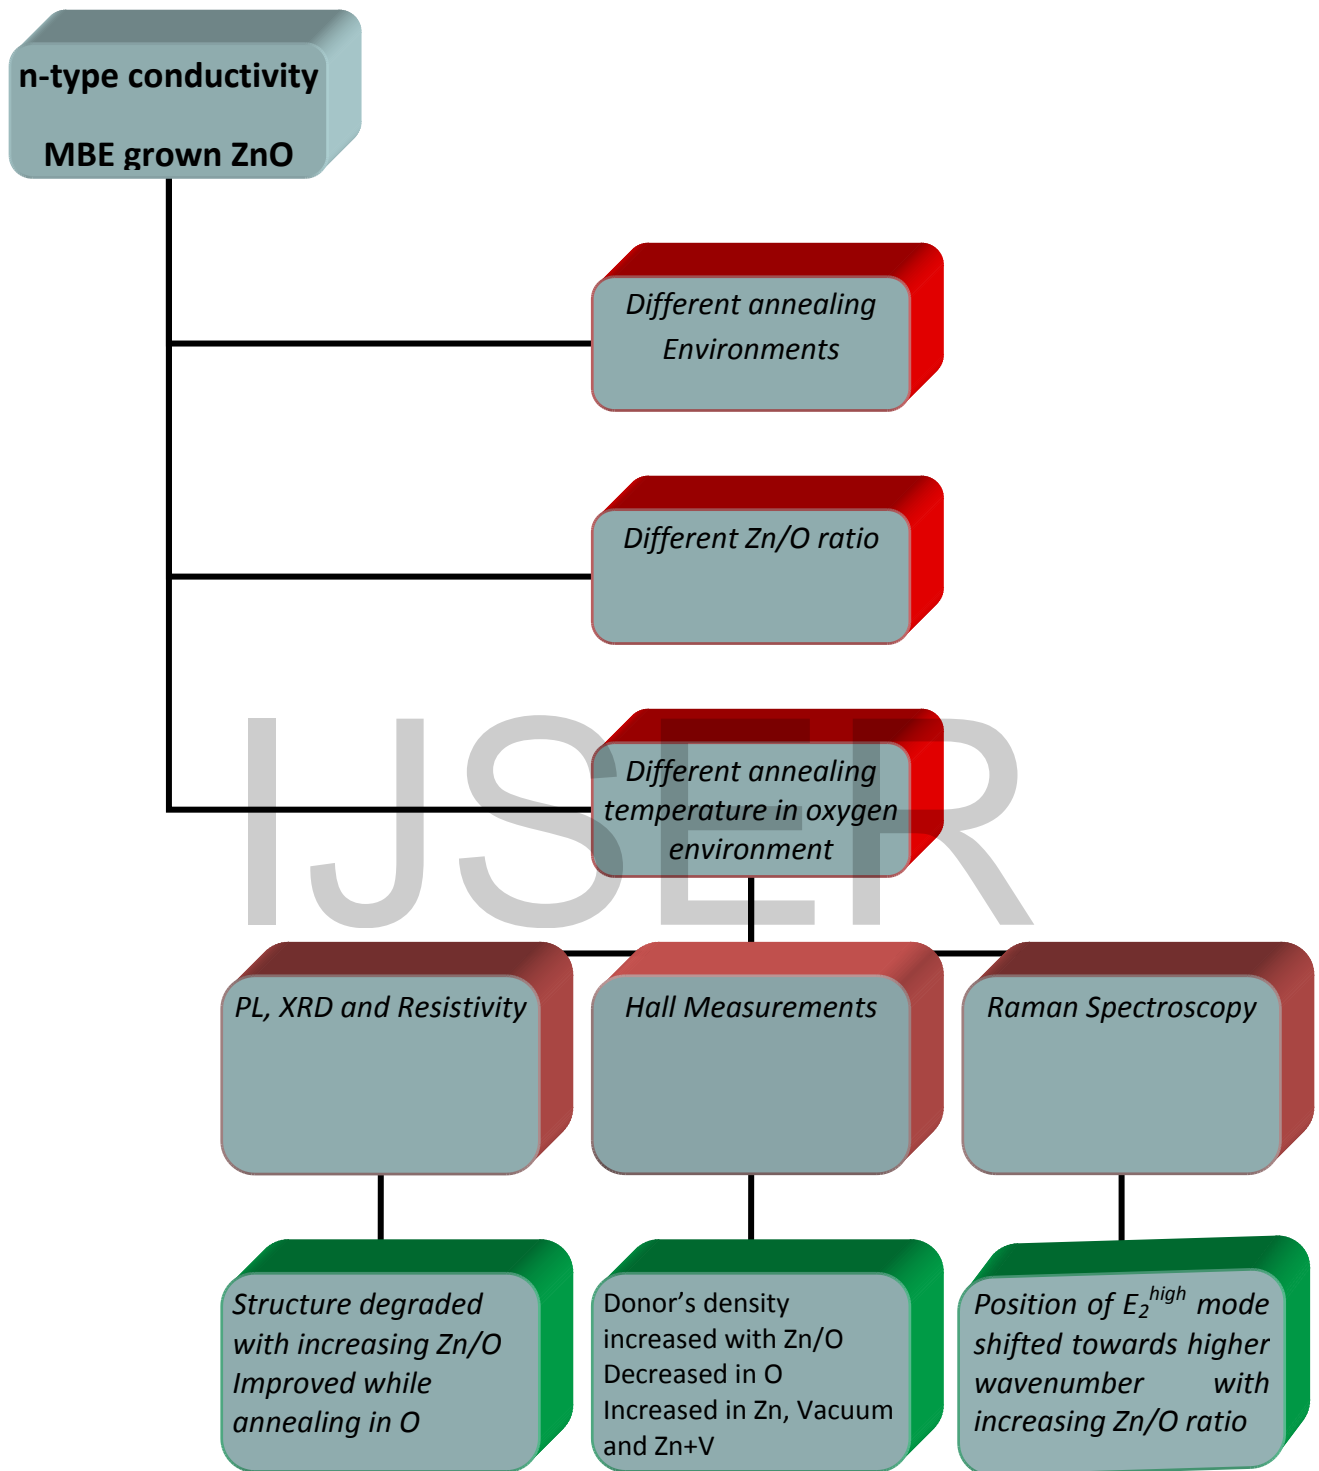 n-type conductivity
MBE grown ZnO
Different annealing
Environments
Different Zn/O ratio
Different annealing
temperature in oxygen
environment
IJSER
PL, XRD and Resistivity
Hall Measurements
Raman Spectroscopy
Structure degraded
with increasing Zn/O
Improved while
annealing in O
Donor's density
increased with Zn/O
Decreased in O
Increased in Zn, Vacuum
and Zn+V
Position of E₂^high mode
shifted towards higher
wavenumber with
increasing Zn/O ratio